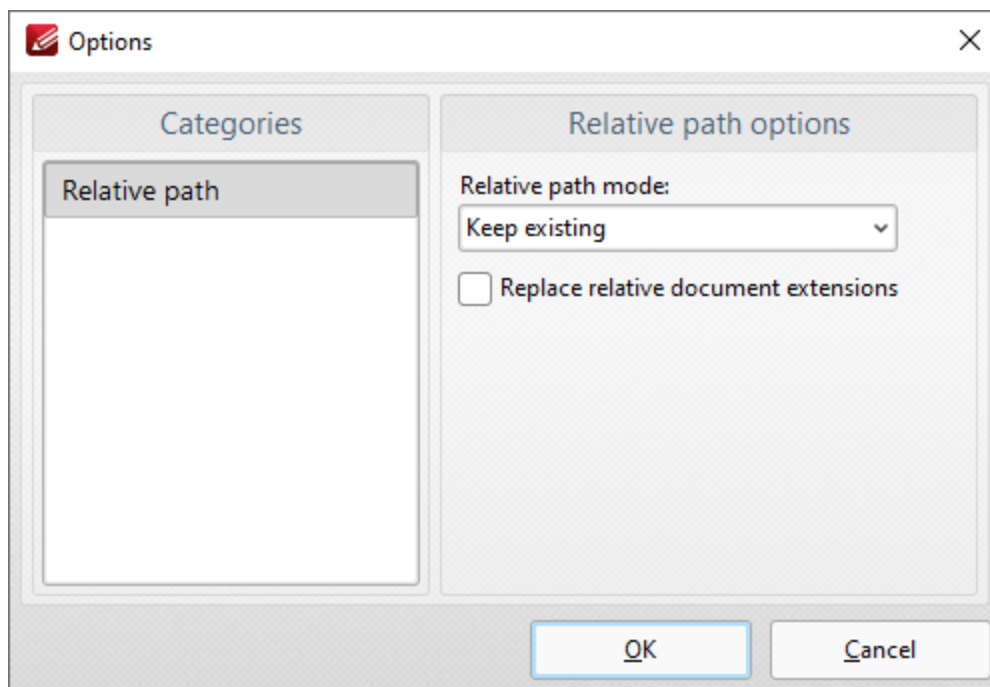 Options
Categories
Relative path options
Relative path
Relative path mode:
Keep existing
Replace relative document extensions
OK
Cancel